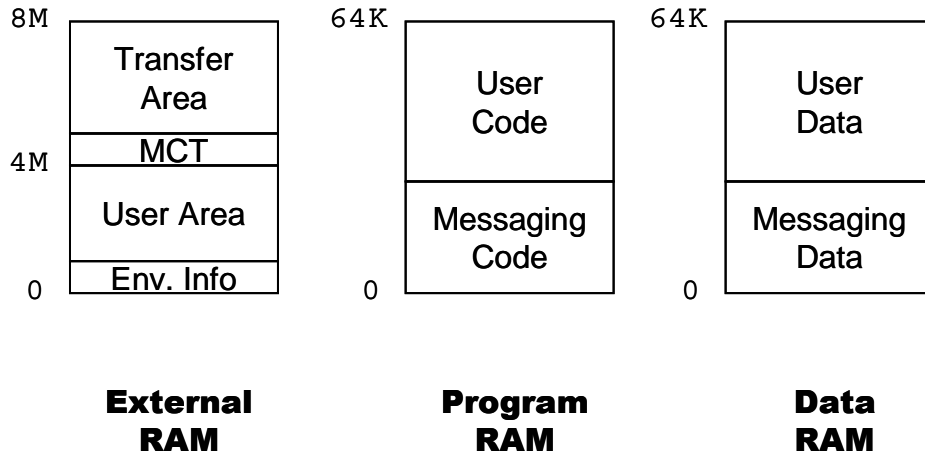 8M
Transfer
Area
MCT
4M
User Area
Env. Info
0
External
RAM
64K
User
Code
Messaging
Code
0
Program
RAM
64K
User
Data
Messaging
Data
0
Data
RAM